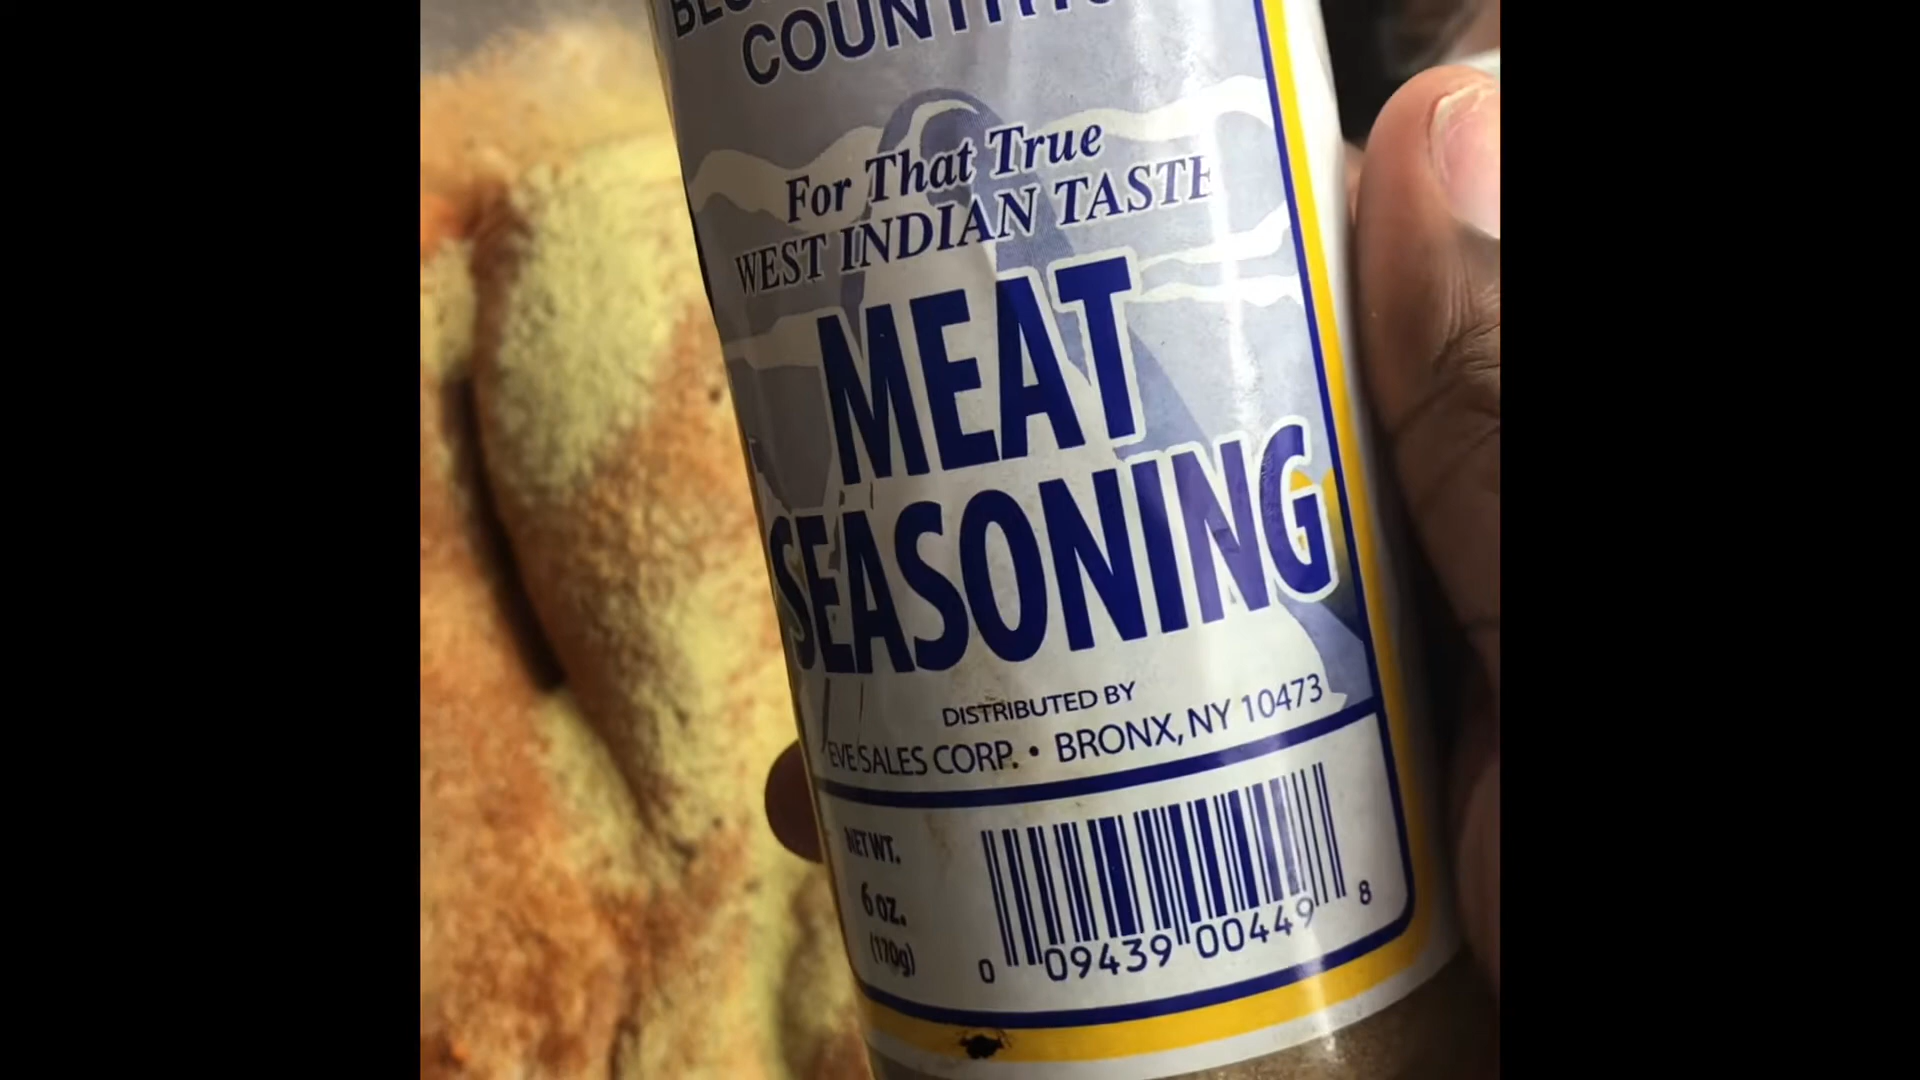 For That True
WEST INDIAN TASTE
MEAT
SEASONING
DISTRIBUTED BY
EVE SALES CORP. • BRONX, NY 10473
NET WT.
6 OZ.
(170g)
0 09439 00449 8